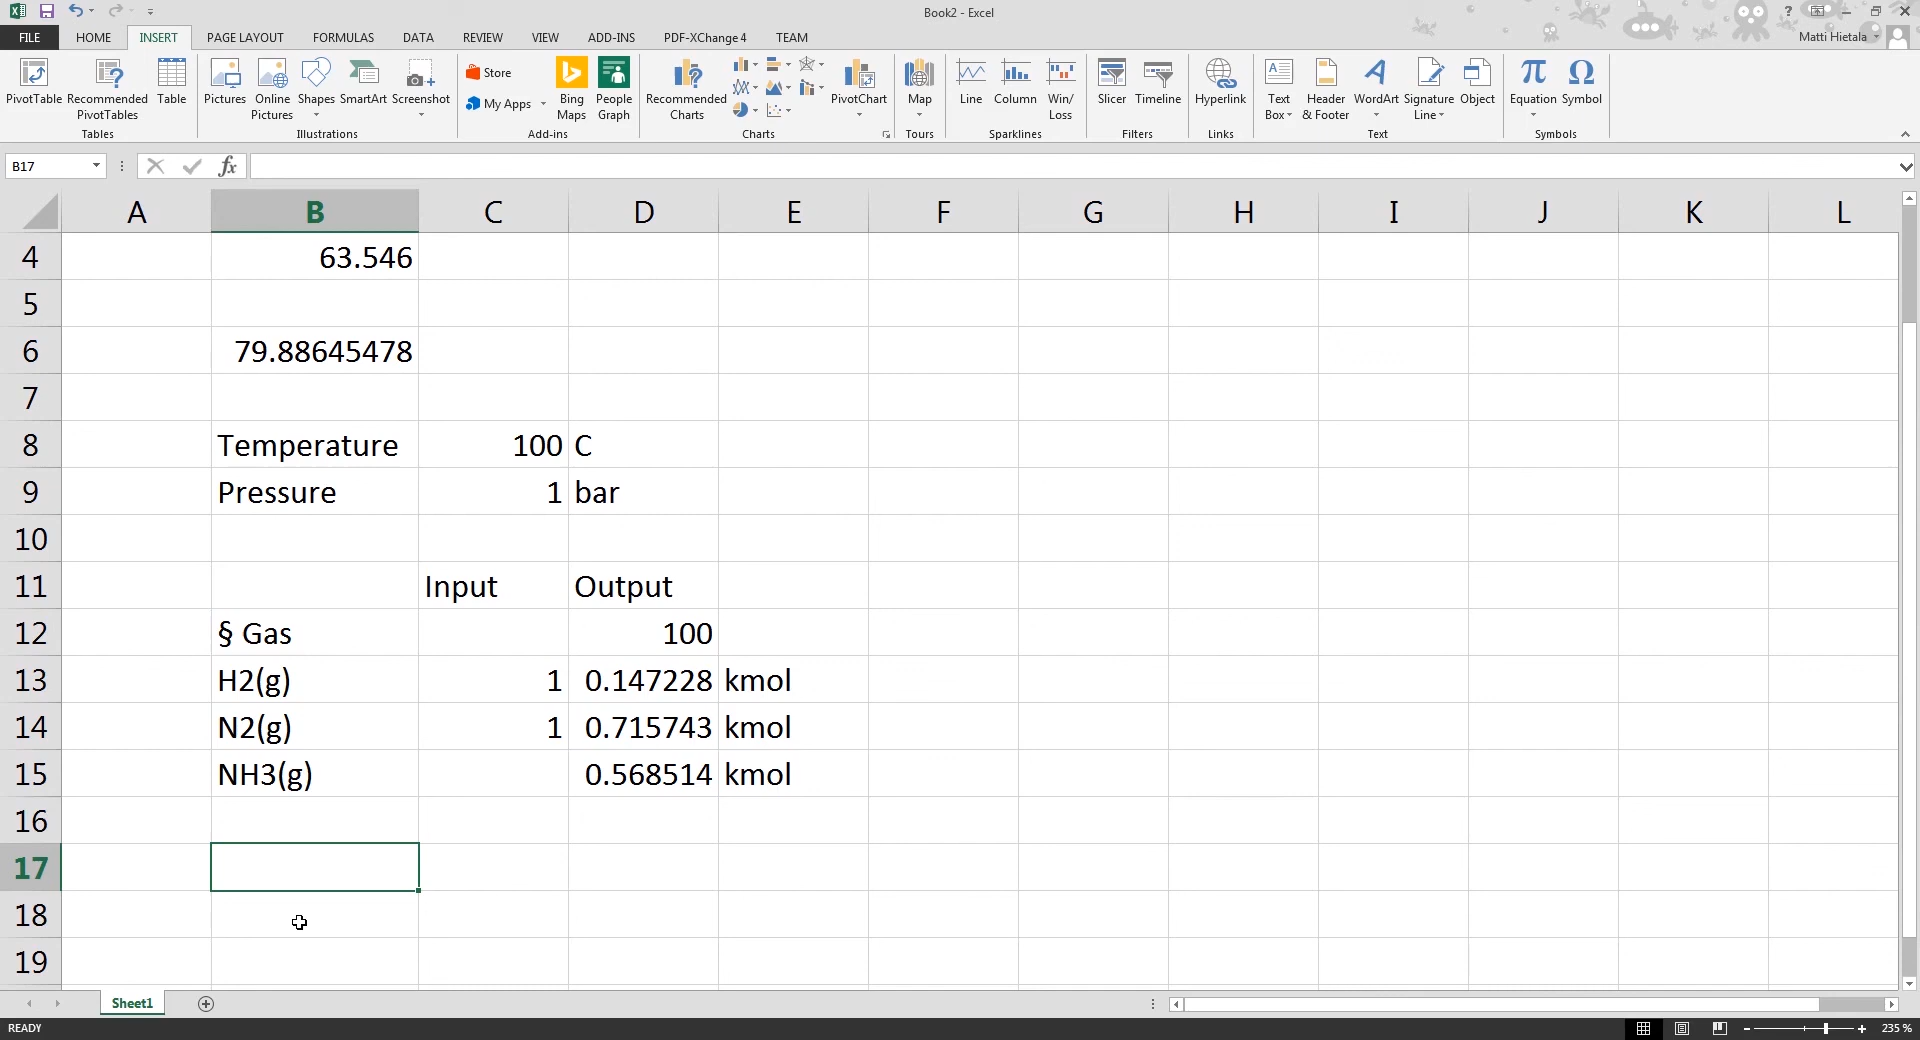 Book2 - Excel
?
FILE HOME INSERT PAGE LAYOUT FORMULAS DATA REVIEW VIEW ADD-INS PDF-XChange 4 TEAM Matti Hietala
PivotTable Recommended PivotTables Table
Pictures Online Pictures Shapes SmartArt Screenshot
Store
My Apps
Bing Maps People Graph
Recommended Charts PivotChart Map
Line Column Win/ Loss
Slicer Timeline Hyperlink
Text Box Header & Footer WordArt Signature Line Object
π Equation Ω Symbol
Tables Illustrations Add-ins Charts Tours Sparklines Filters Links Text Symbols
B17 fx
A B C D E F G H I J K L
4 63.546
5
6 79.88645478
7
8 Temperature 100 C
9 Pressure 1 bar
10
11 Input Output
12 § Gas 100
13 H2(g) 1 0.147228 kmol
14 N2(g) 1 0.715743 kmol
15 NH3(g) 0.568514 kmol
16
17
18
19
Sheet1
READY 235 %